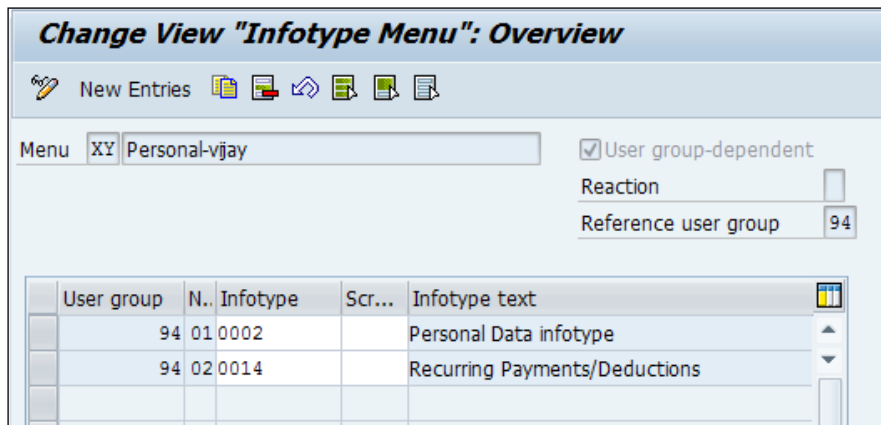 Change View "Infotype Menu": Overview
New Entries
Menu XY Personal-vijay User group-dependent
Reaction
Reference user group 94
User group N.. Infotype Scr... Infotype text
94 01 0002 Personal Data infotype
94 02 0014 Recurring Payments/Deductions